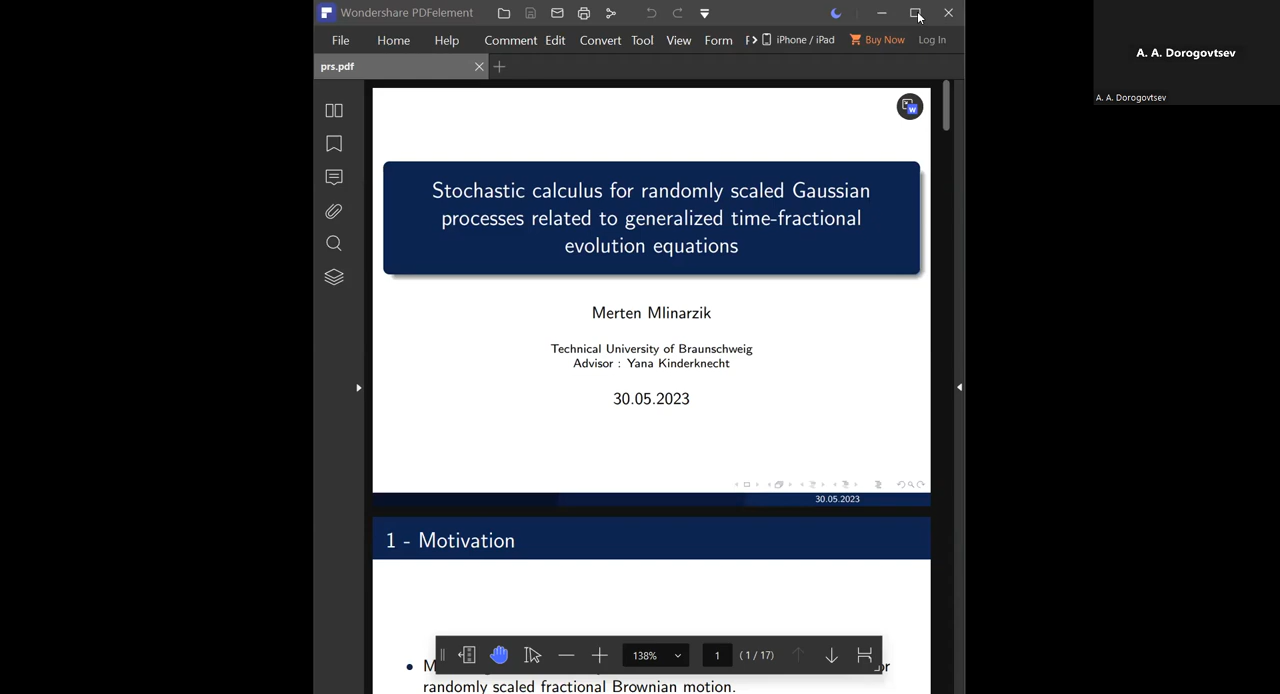 Wondershare PDFelement
File Home Help Comment Edit Convert Tool View Form iPhone / iPad Buy Now Log In
prs.pdf
Stochastic calculus for randomly scaled Gaussian
processes related to generalized time-fractional
evolution equations
Merten Mlinarzik
Technical University of Braunschweig
Advisor : Yana Kinderknecht
30.05.2023
30.05.2023
1 - Motivation
138% 1 (1 / 17)
randomly scaled fractional Brownian motion.
A. A. Dorogovtsev
A. A. Dorogovtsev